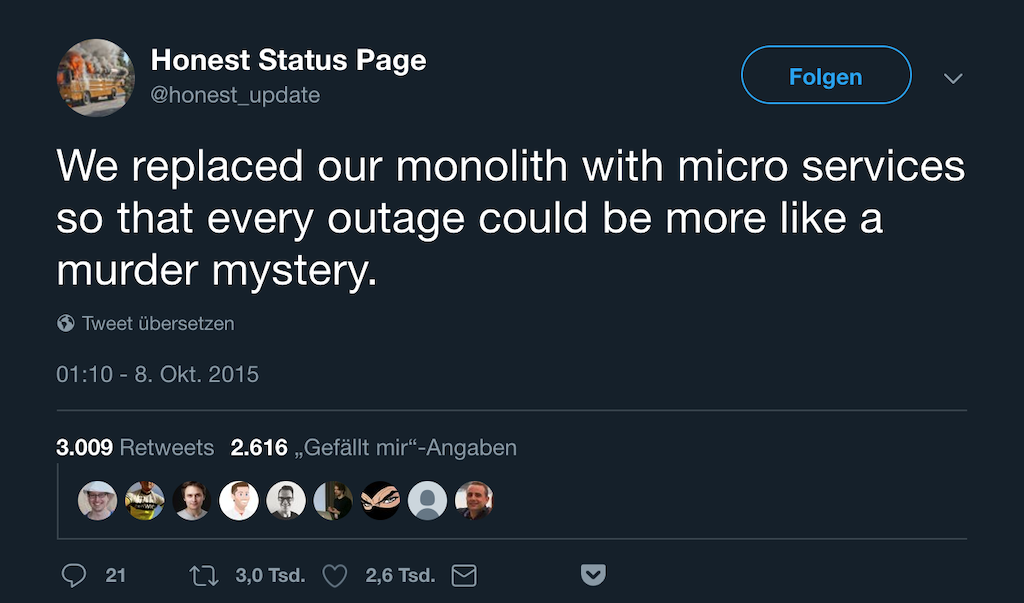 Honest Status Page
@honest_update
Folgen
We replaced our monolith with micro services
so that every outage could be more like a
murder mystery.
Tweet übersetzen
01:10 - 8. Okt. 2015
3.009 Retweets 2.616 „Gefällt mir“-Angaben
21 3,0 Tsd. 2,6 Tsd.